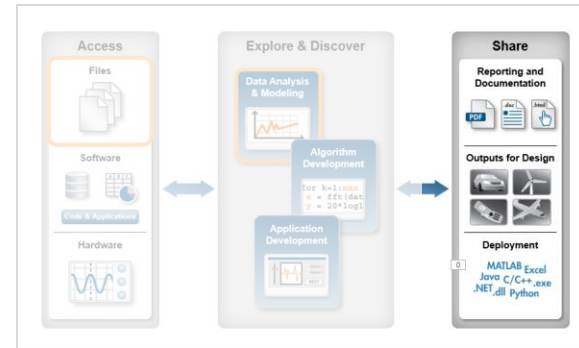 Access
Files
Software
Code & Applications
Hardware
Explore & Discover
Data Analysis
& Modeling
Algorithm
Development
for k=1:max
x = fft(dat
y = 20*log1
Application
Development
Share
Reporting and
Documentation
PDF
.doc
.html
Outputs for Design
Deployment
0
MATLAB Excel
Java C/C++ .exe
.NET .dll Python